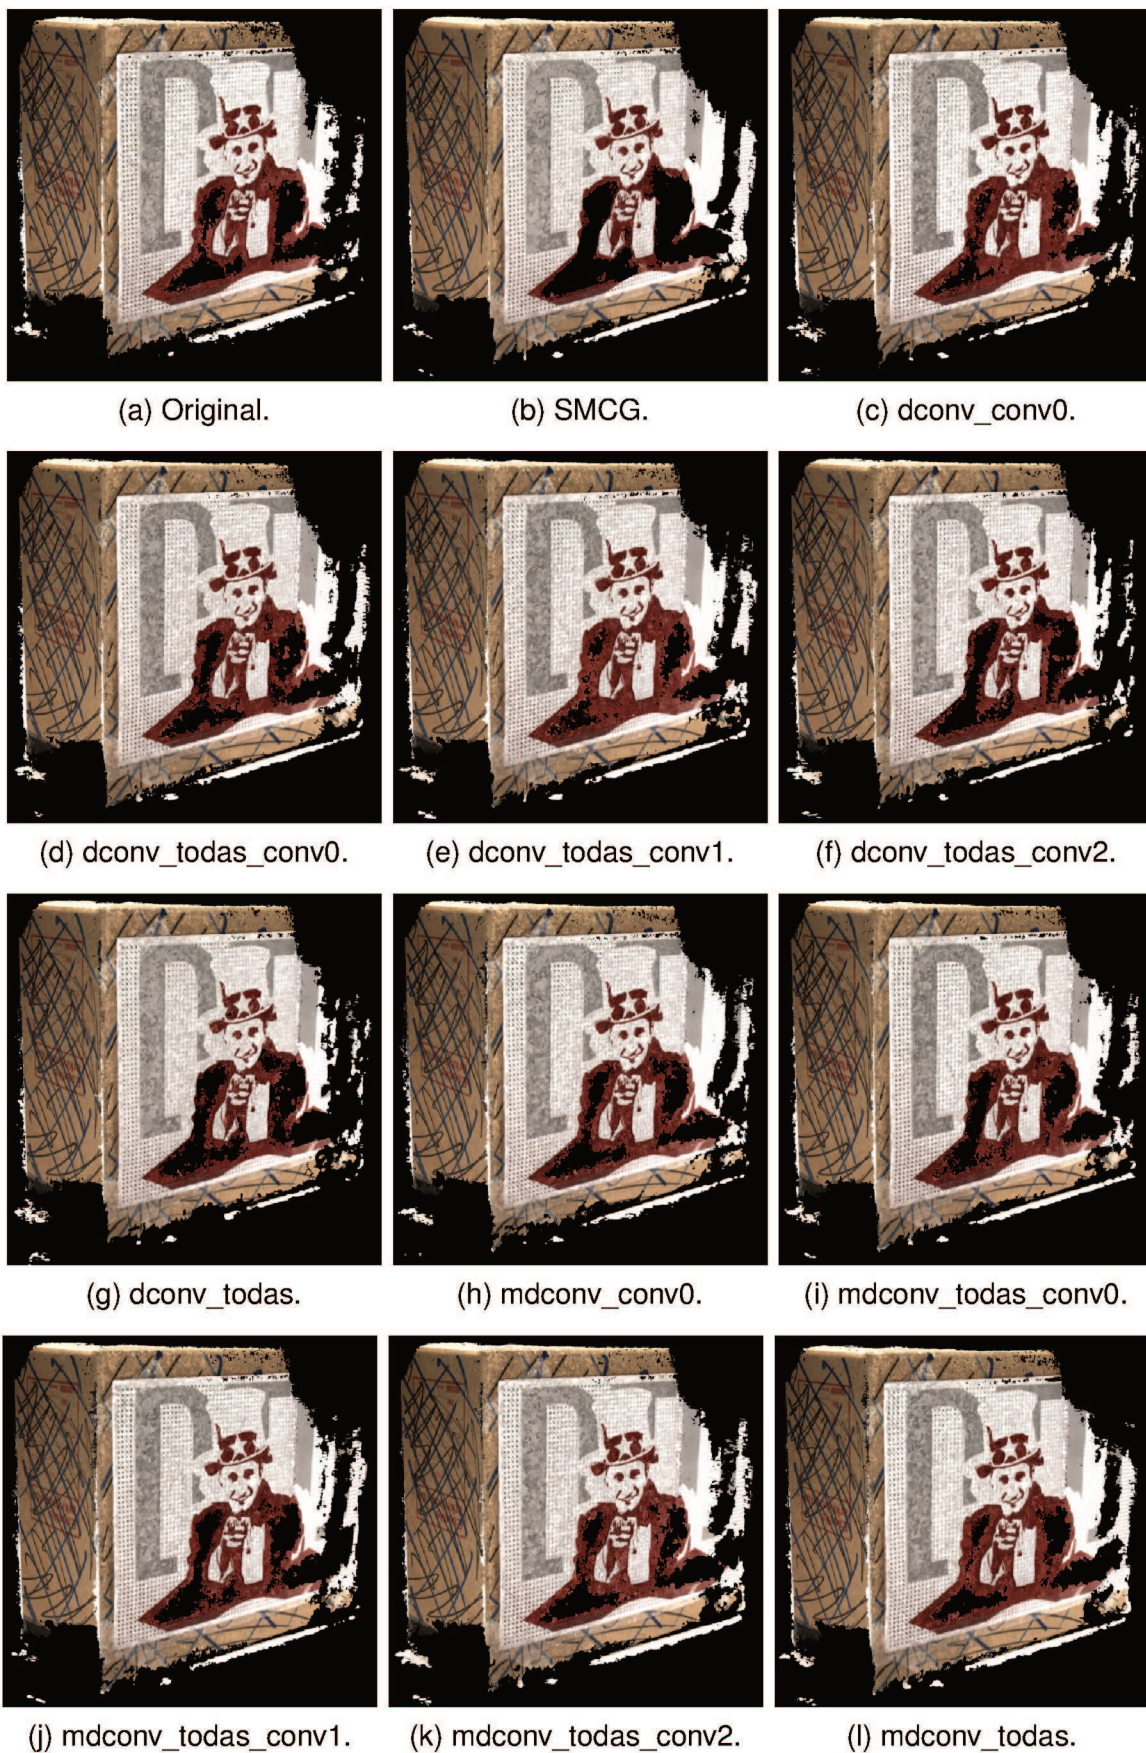 (a) Original.
(b) SMCG.
(c) dconv_conv0.
(d) dconv_todas_conv0.
(e) dconv_todas_conv1.
(f) dconv_todas_conv2.
(g) dconv_todas.
(h) mdconv_conv0.
(i) mdconv_todas_conv0.
(j) mdconv_todas_conv1.
(k) mdconv_todas_conv2.
(l) mdconv_todas.